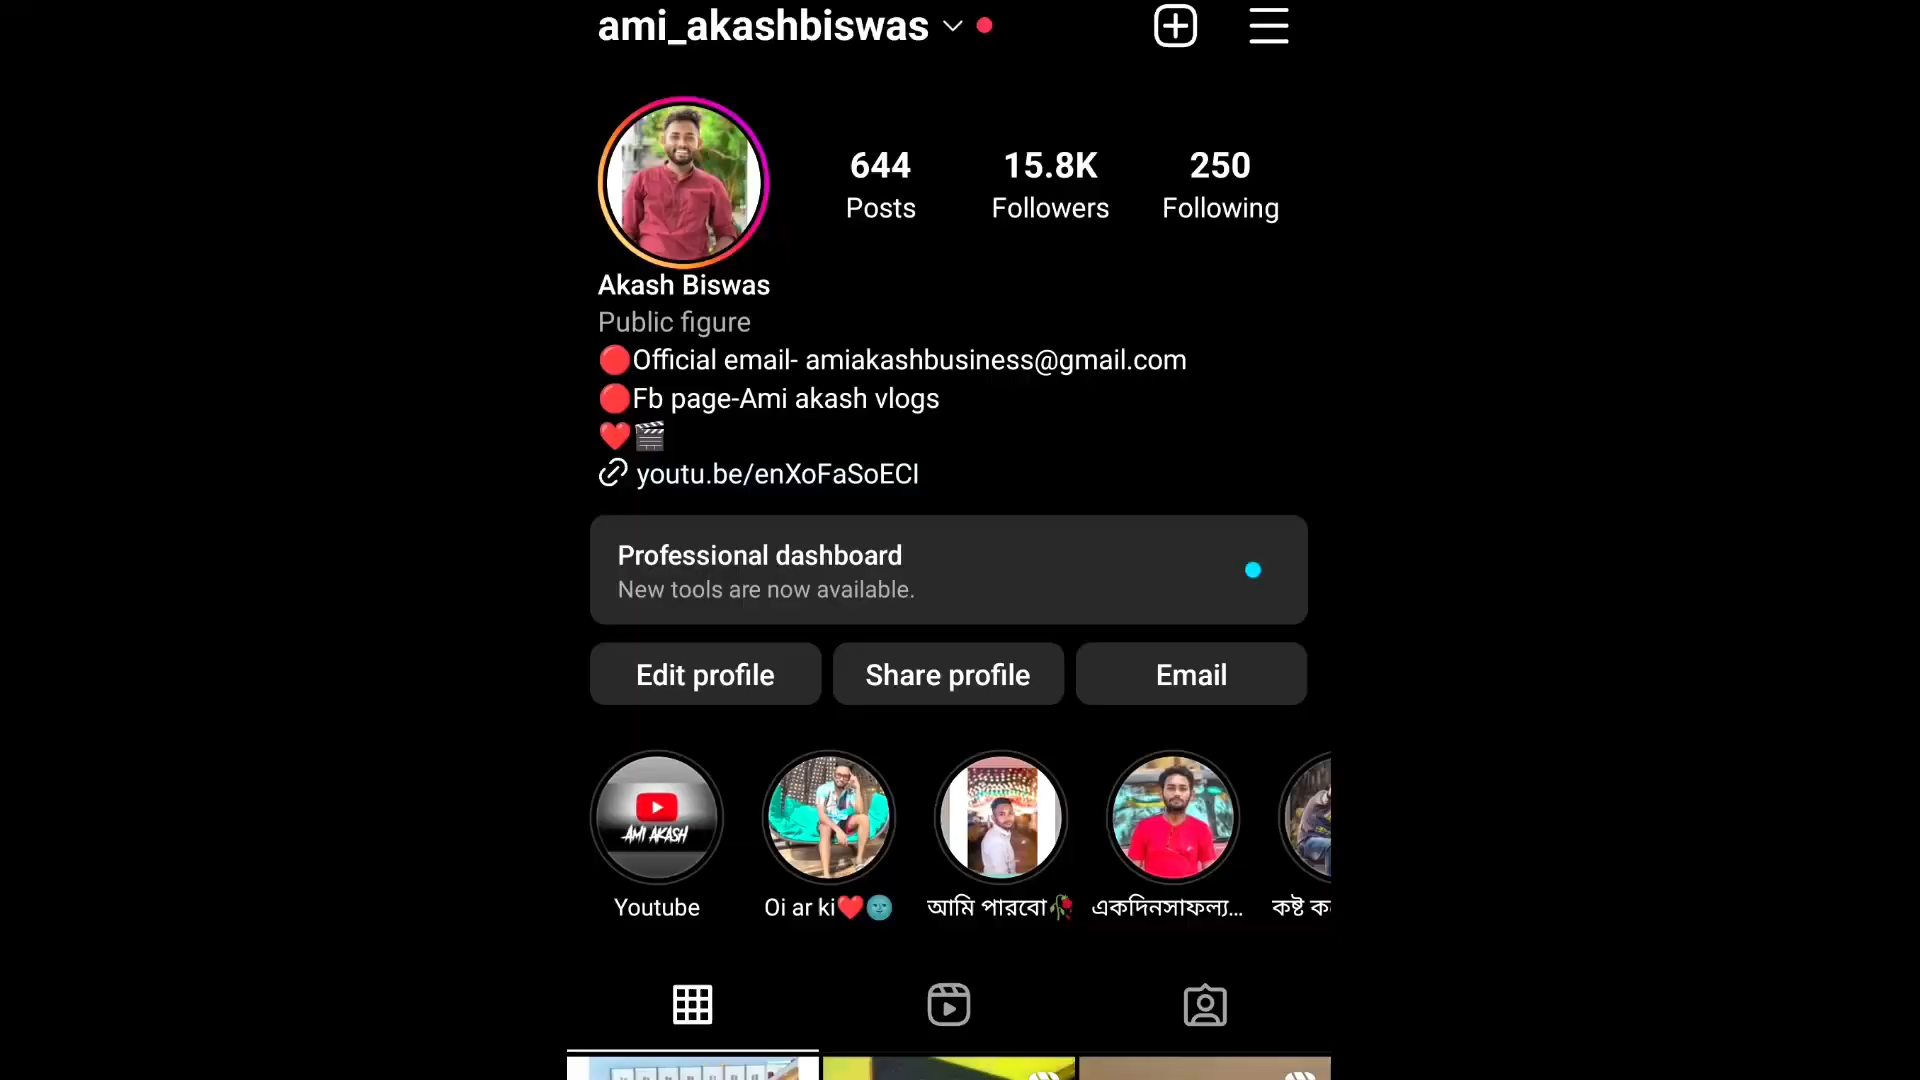 ami_akashbiswas
644
15.8K
250
Posts
Followers
Following
Akash Biswas
Public figure
🔴Official email- amiakashbusiness@gmail.com
🔴Fb page-Ami akash vlogs
❤️🎬
youtu.be/enXoFaSoECI
Professional dashboard
New tools are now available.
Edit profile
Share profile
Email
AMI AKASH
Youtube
Oi ar ki❤️🌚
আমি পারবো🥀
একদিনসাফল্য...
কষ্ট